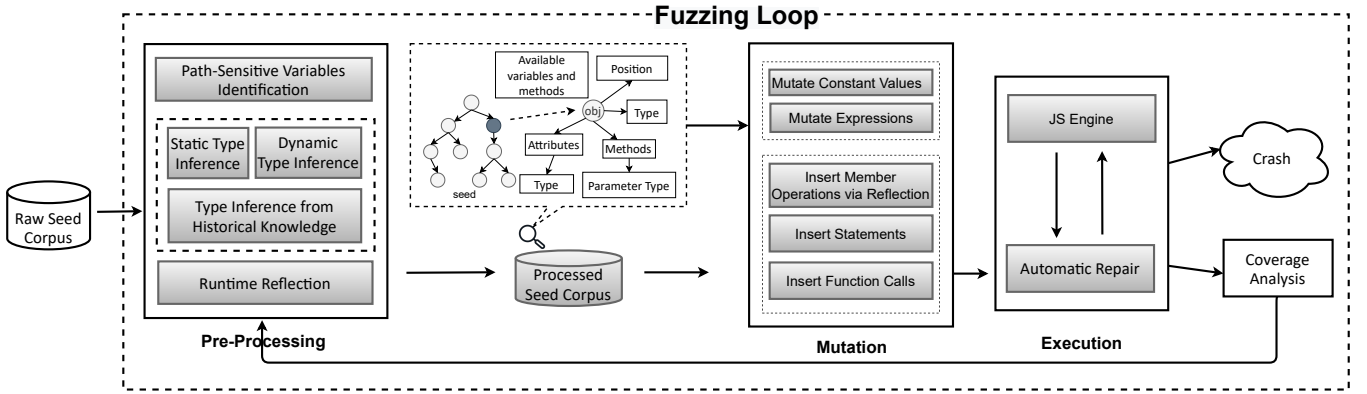 Fuzzing Loop
Raw Seed
Corpus
Path-Sensitive Variables
Identification
Static Type
Inference
Dynamic
Type Inference
Type Inference from
Historical Knowledge
Runtime Reflection
Pre-Processing
Available
variables and
methods
Position
obj
Type
Attributes
Methods
Type
Parameter Type
seed
Processed
Seed Corpus
Mutate Constant Values
Mutate Expressions
Insert Member
Operations via Reflection
Insert Statements
Insert Function Calls
Mutation
JS Engine
Automatic Repair
Execution
Crash
Coverage
Analysis